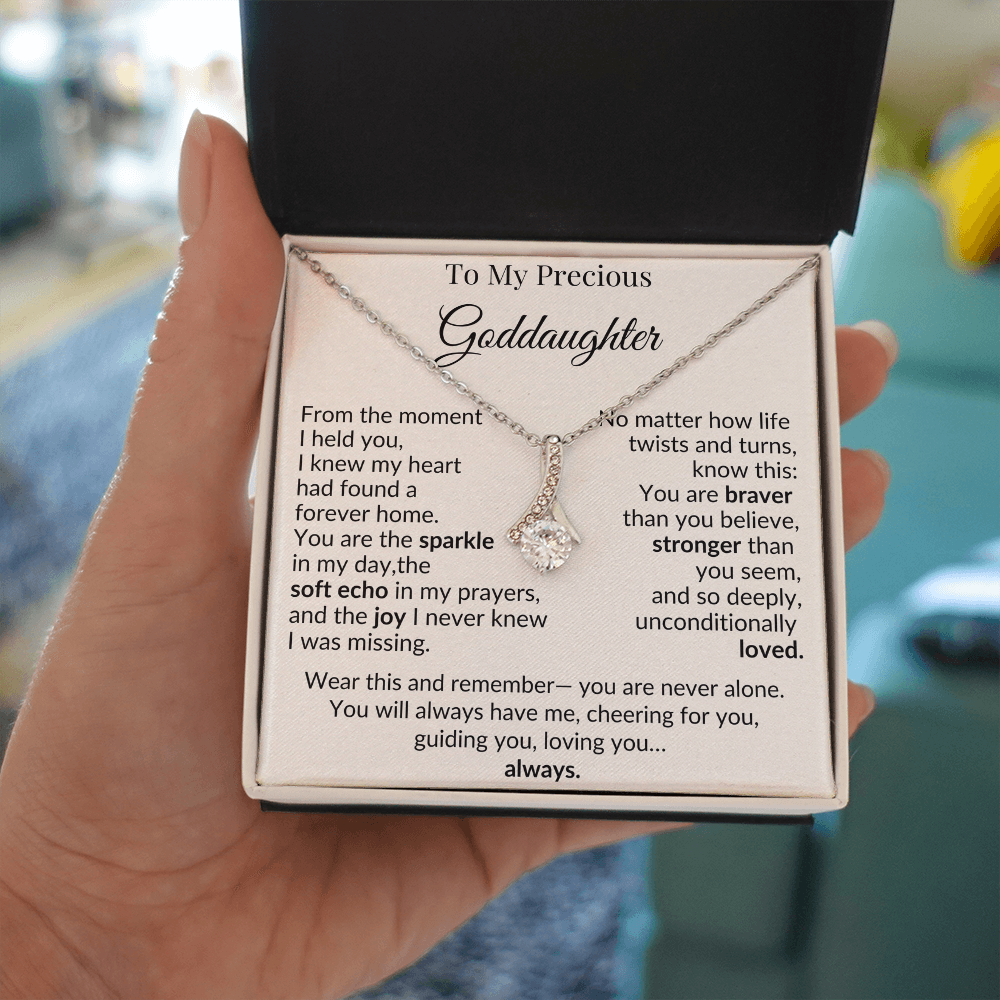 To My Precious
Goddaughter
From the moment
I held you,
I knew my heart
had found a
forever home.
You are the sparkle
in my day,the
soft echo in my prayers,
and the joy I never knew
I was missing.
No matter how life
twists and turns,
know this:
You are braver
than you believe,
stronger than
you seem,
and so deeply,
unconditionally
loved.
Wear this and remember— you are never alone.
You will always have me, cheering for you,
guiding you, loving you...
always.